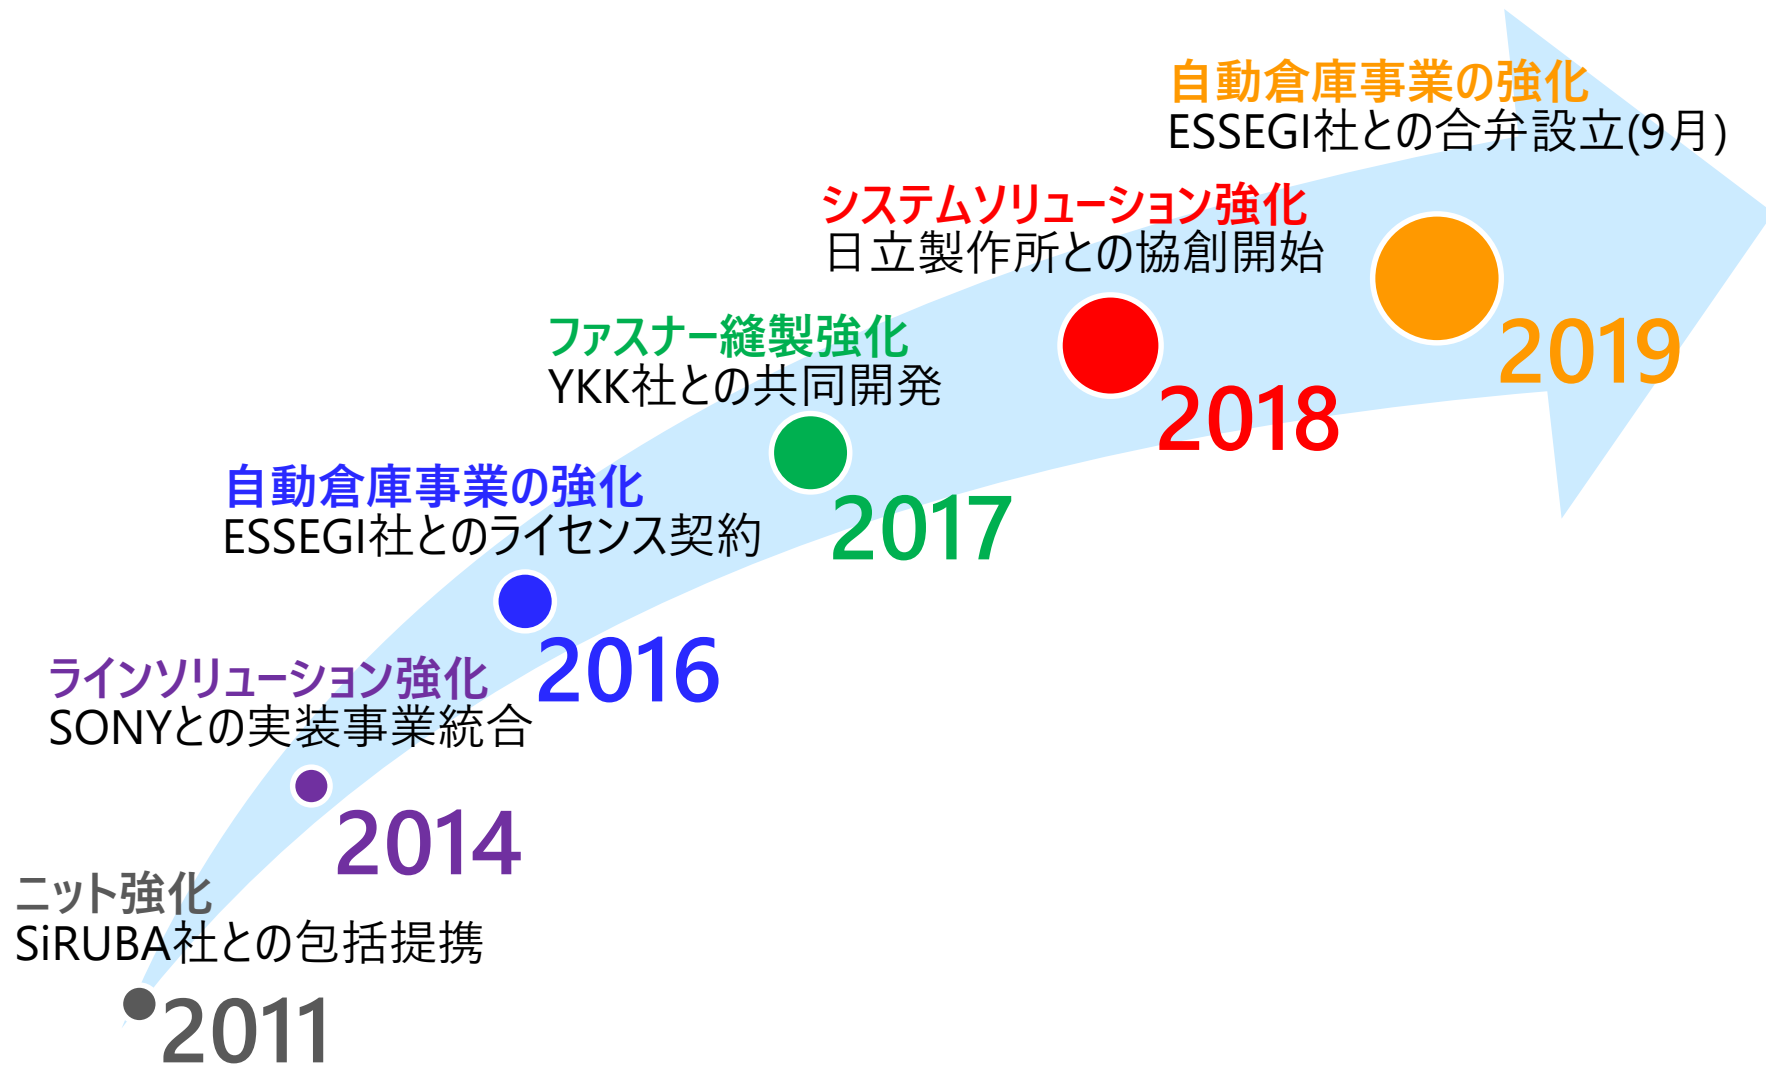 自動倉庫事業の強化
ESSEGI社との合弁設立(9月)
2019
システムソリューション強化
日立製作所との協創開始
2018
ファスナー縫製強化
YKK社との共同開発
2017
自動倉庫事業の強化
ESSEGI社とのライセンス契約
2016
ラインソリューション強化
SONYとの実装事業統合
2014
ニット強化
SiRUBA社との包括提携
2011